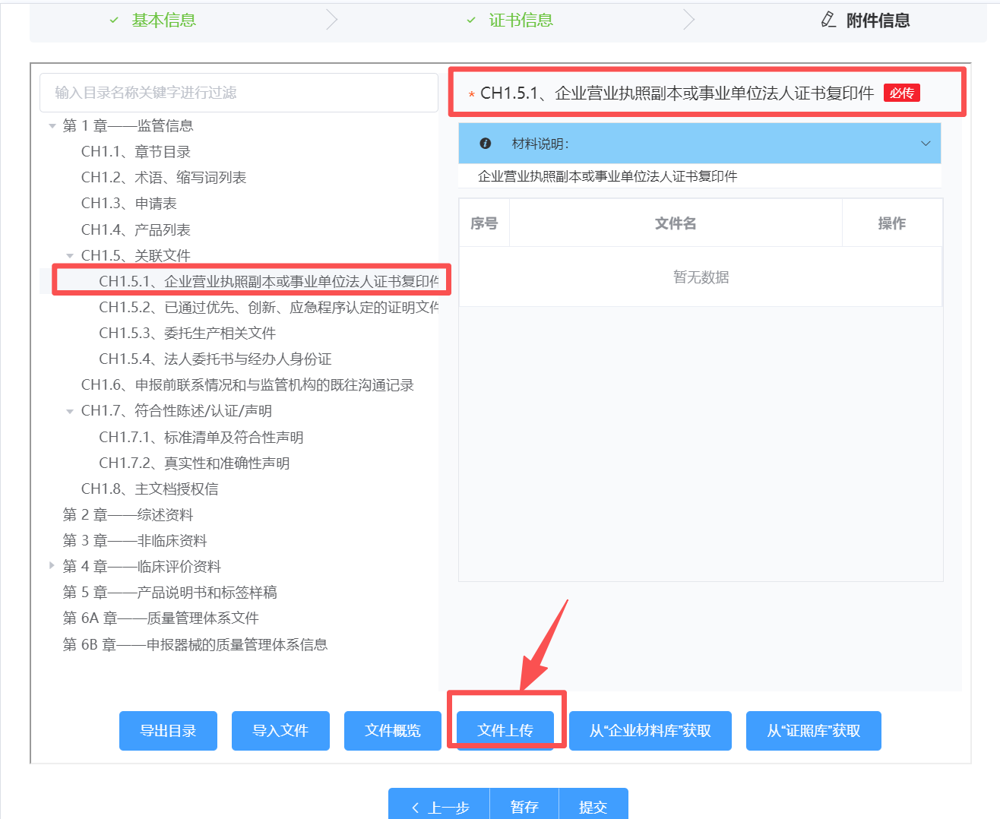 基本信息
证书信息
附件信息
输入目录名称关键字进行过滤
第 1 章——监管信息
CH1.1、章节目录
CH1.2、术语、缩写词列表
CH1.3、申请表
CH1.4、产品列表
CH1.5、关联文件
CH1.5.1、企业营业执照副本或事业单位法人证书复印件
CH1.5.2、已通过优先、创新、应急程序认定的证明文件
CH1.5.3、委托生产相关文件
CH1.5.4、法人委托书与经办人身份证
CH1.6、申报前联系情况和与监管机构的既往沟通记录
CH1.7、符合性陈述/认证/声明
CH1.7.1、标准清单及符合性声明
CH1.7.2、真实性和准确性声明
CH1.8、主文档授权信
第 2 章——综述资料
第 3 章——非临床资料
第 4 章——临床评价资料
第 5 章——产品说明书和标签样稿
第 6A 章——质量管理体系文件
第 6B 章——申报器械的质量管理体系信息
* CH1.5.1、企业营业执照副本或事业单位法人证书复印件 必传
材料说明：
企业营业执照副本或事业单位法人证书复印件
序号 文件名 操作
暂无数据
导出目录 导入文件 文件概览 文件上传 从“企业材料库”获取 从“证照库”获取
上一步 暂存 提交